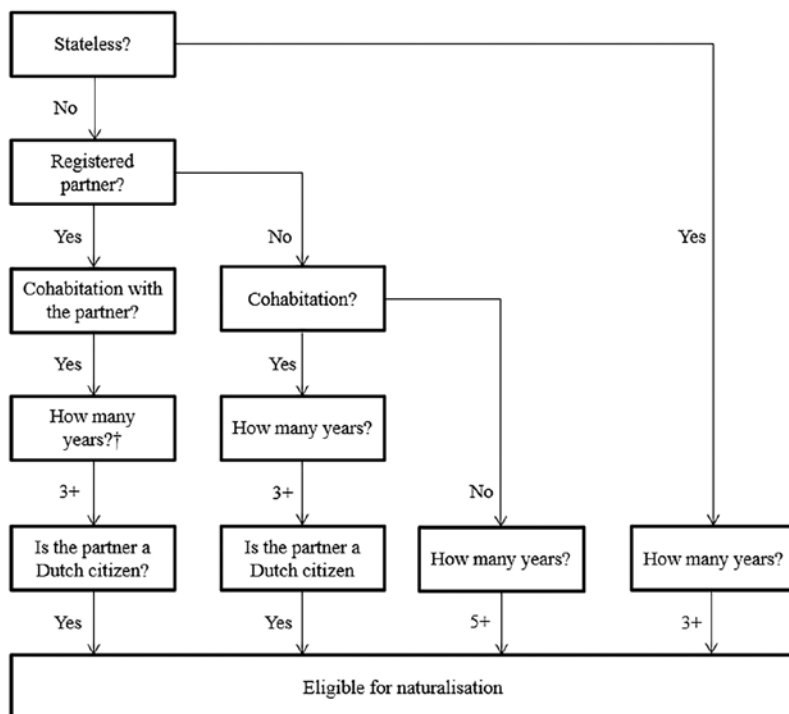 Stateless?
No
Registered
partner?
Yes
No
Yes
Cohabitation with
the partner?
Cohabitation?
Yes
Yes
How many
years?†
How many years?
3+
3+
No
Is the partner a
Dutch citizen?
Is the partner a
Dutch citizen
How many years?
How many years?
Yes
Yes
5+
3+
Eligible for naturalisation